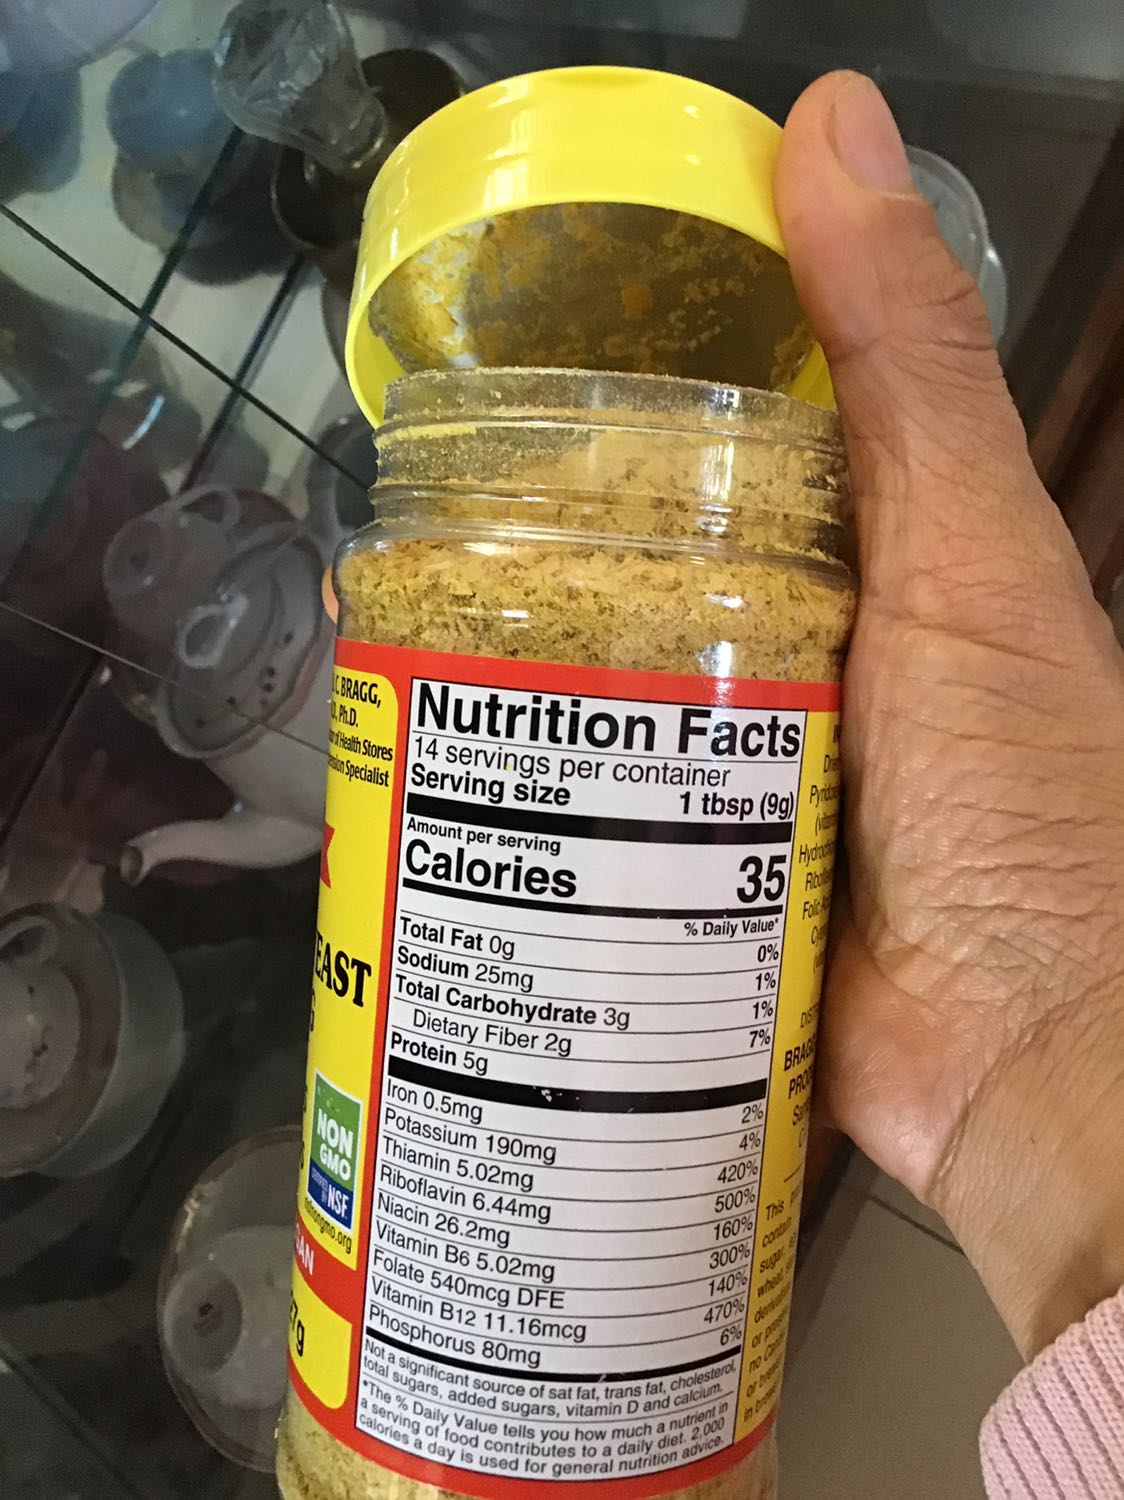 BRAGG,
Ph.D.
of Health Stores
Specialist
EAST
NON
GMO
NSF
nongmo.org
Nutrition Facts
14 servings per container
Serving size 1 tbsp (9g)
Amount per serving
Calories 35
% Daily Value*
Total Fat 0g 0%
Sodium 25mg 1%
Total Carbohydrate 3g 1%
Dietary Fiber 2g 7%
Protein 5g
Iron 0.5mg 2%
Potassium 190mg 4%
Thiamin 5.02mg 420%
Riboflavin 6.44mg 500%
Niacin 26.2mg 160%
Vitamin B6 5.02mg 300%
Folate 540mcg DFE 140%
Vitamin B12 11.16mcg 470%
Phosphorus 80mg 6%
Not a significant source of sat fat, trans fat, cholesterol,
total sugars, added sugars, vitamin D and calcium.
*The % Daily Value tells you how much a nutrient in
a serving of food contributes to a daily diet. 2,000
calories a day is used for general nutrition advice.
This
contain
sugar,
wheat,